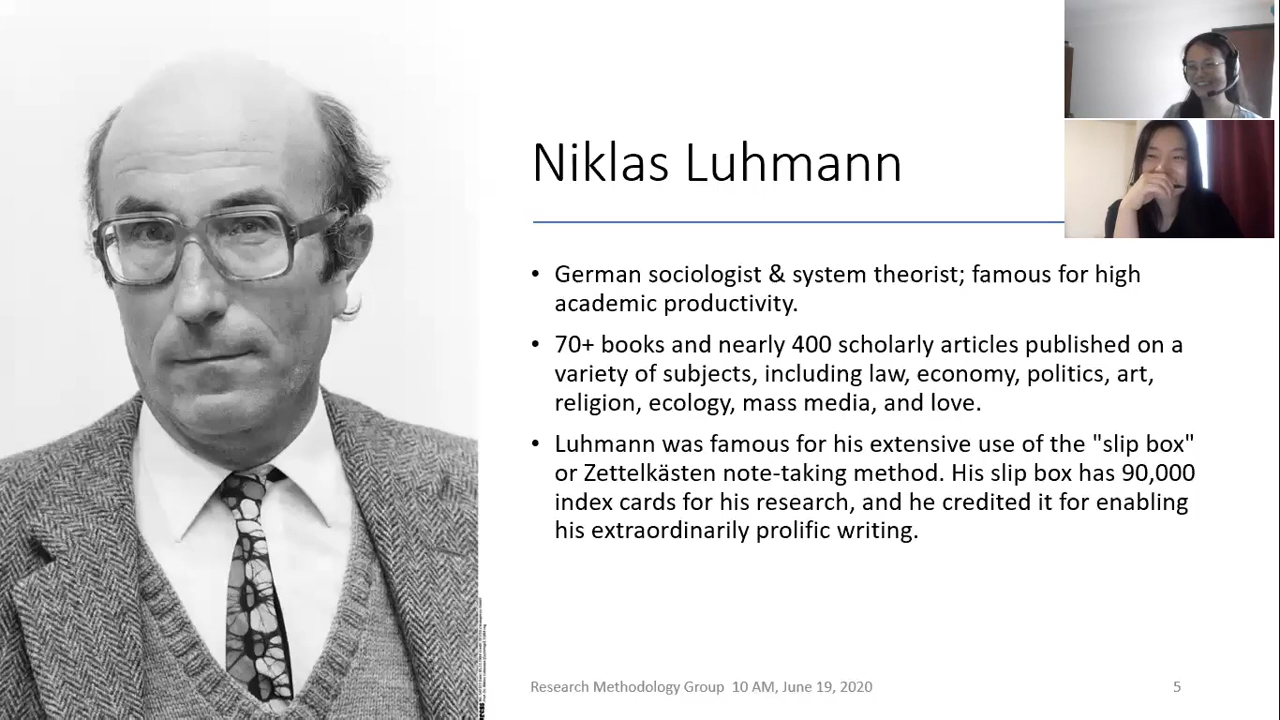 Niklas Luhmann
• German sociologist & system theorist; famous for high
academic productivity.
• 70+ books and nearly 400 scholarly articles published on a
variety of subjects, including law, economy, politics, art,
religion, ecology, mass media, and love.
• Luhmann was famous for his extensive use of the "slip box"
or Zettelkästen note-taking method. His slip box has 90,000
index cards for his research, and he credited it for enabling
his extraordinarily prolific writing.
Research Methodology Group 10 AM, June 19, 2020
5